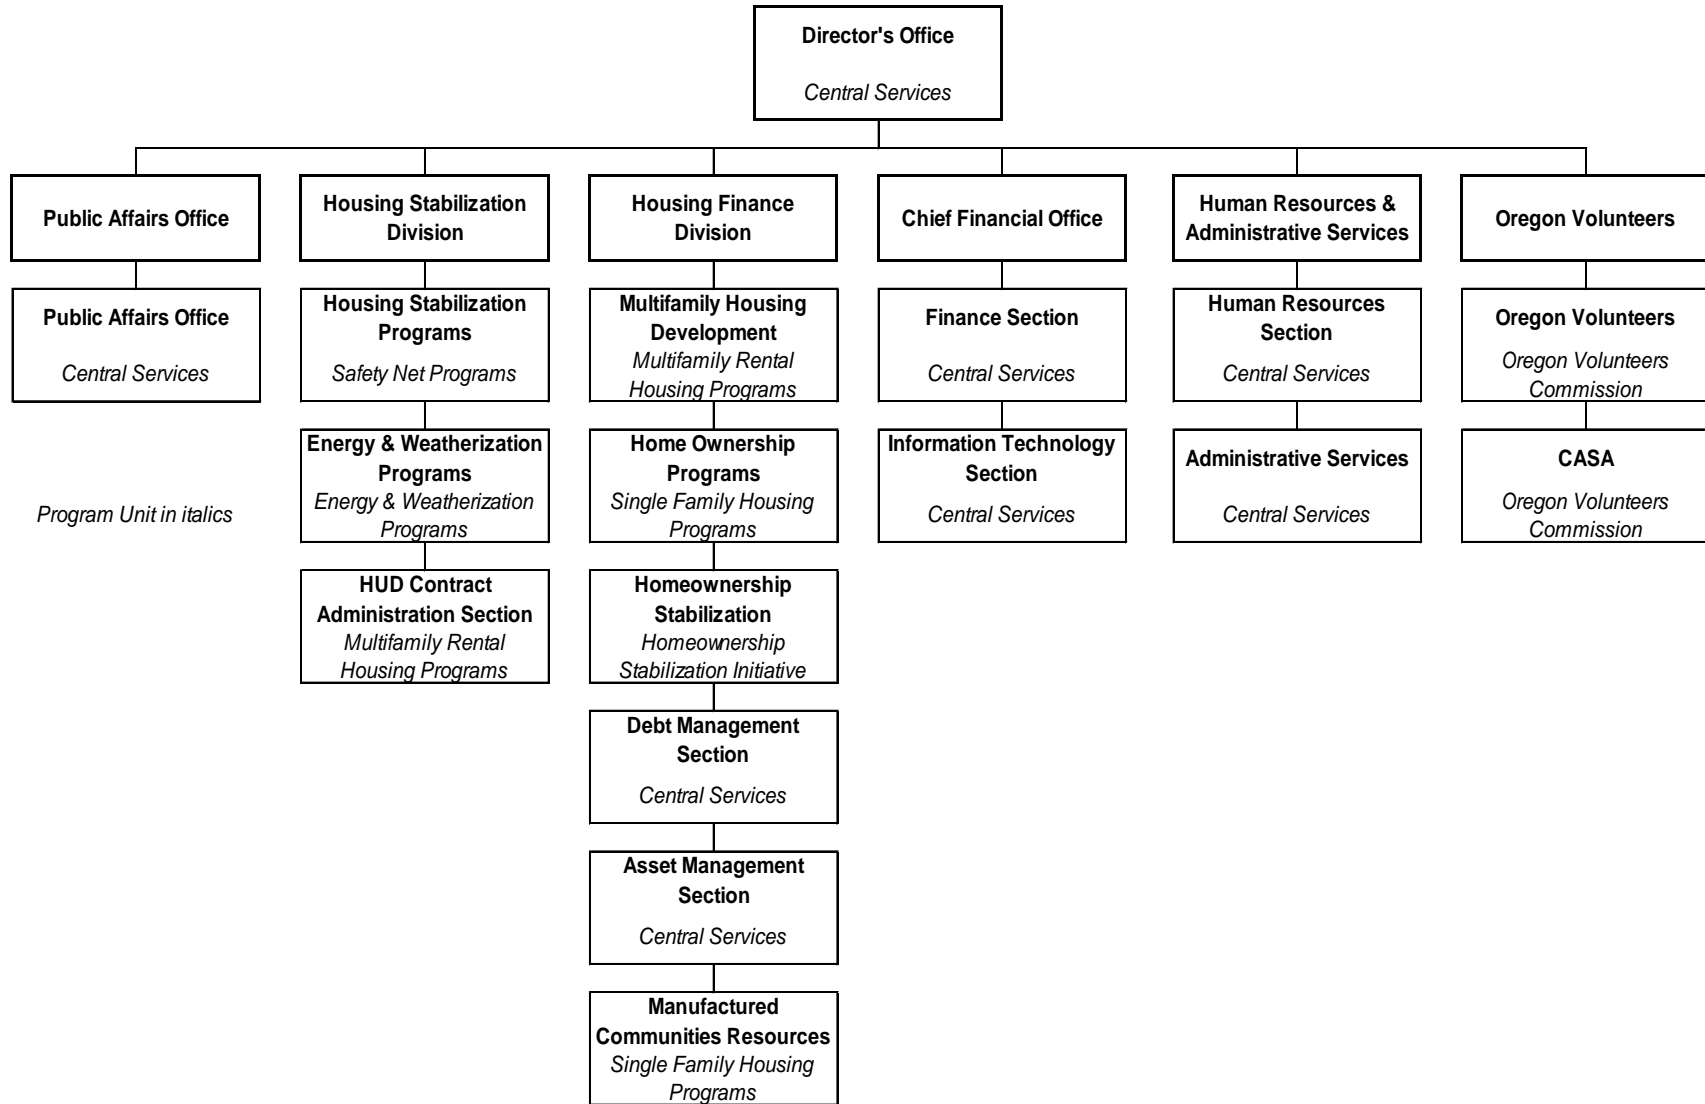 Director's Office
Central Services
Public Affairs Office
Housing Stabilization
Division
Housing Finance
Division
Chief Financial Office
Human Resources &
Administrative Services
Oregon Volunteers
Public Affairs Office
Central Services
Housing Stabilization
Programs
Safety Net Programs
Multifamily Housing
Development
Multifamily Rental
Housing Programs
Finance Section
Central Services
Human Resources
Section
Central Services
Oregon Volunteers
Oregon Volunteers
Commission
Program Unit in italics
Energy & Weatherization
Programs
Energy & Weatherization
Programs
Home Ownership
Programs
Single Family Housing
Programs
Information Technology
Section
Central Services
Administrative Services
Central Services
CASA
Oregon Volunteers
Commission
HUD Contract
Administration Section
Multifamily Rental
Housing Programs
Homeownership
Stabilization
Homeownership
Stabilization Initiative
Debt Management
Section
Central Services
Asset Management
Section
Central Services
Manufactured
Communities Resources
Single Family Housing
Programs